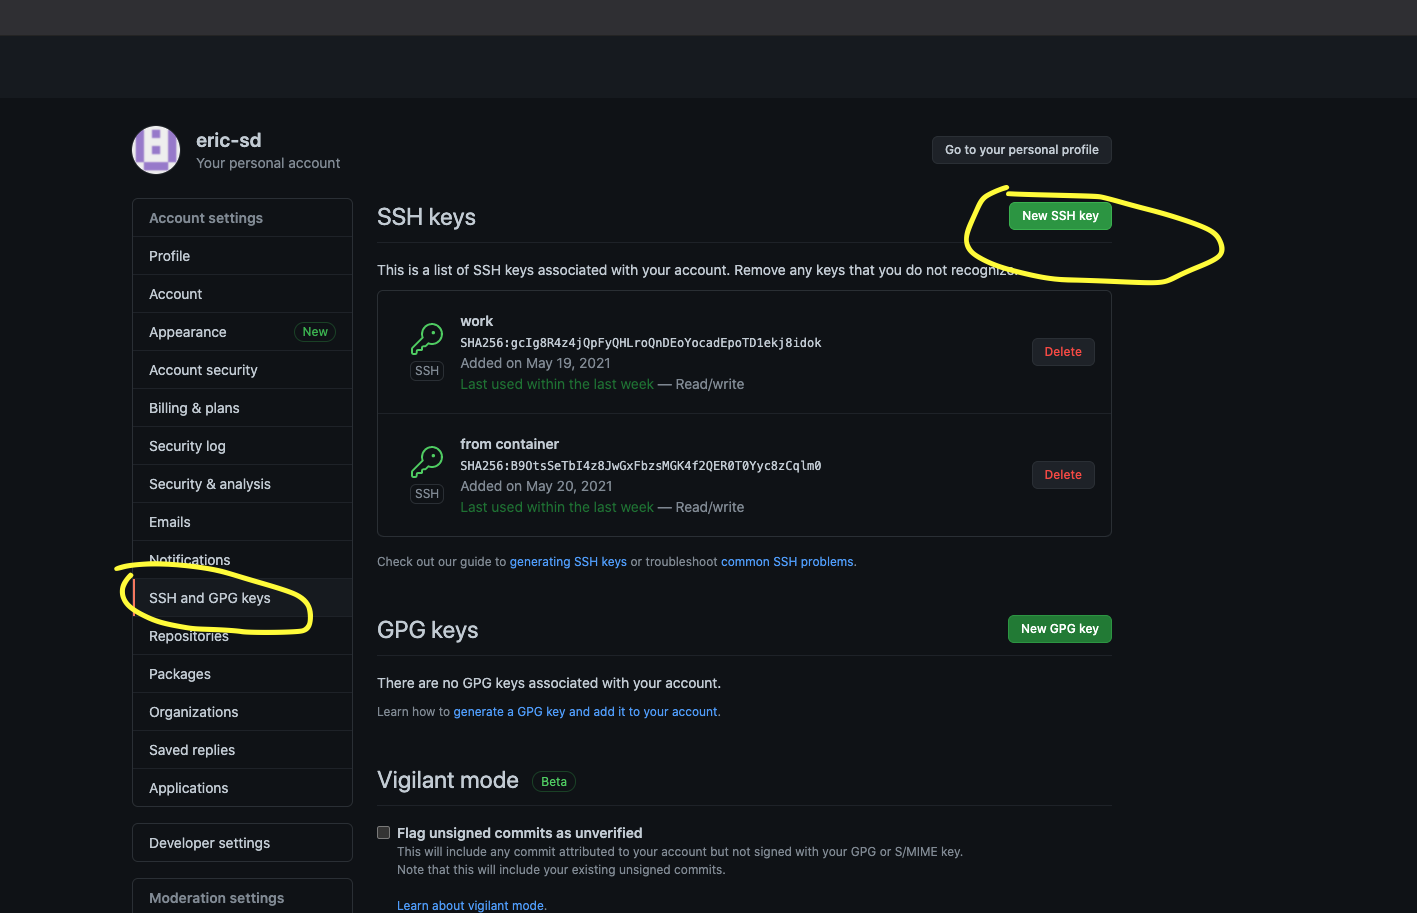 eric-sd
Your personal account
Go to your personal profile
Account settings
Profile
Account
Appearance New
Account security
Billing & plans
Security log
Security & analysis
Emails
Notifications
SSH and GPG keys
Repositories
Packages
Organizations
Saved replies
Applications
Developer settings
Moderation settings
SSH keys
New SSH key
This is a list of SSH keys associated with your account. Remove any keys that you do not recognize.
work
SHA256:gcIg8R4z4jQpFyQHLroQnDEoYocadEpoTD1ekj8idok
Added on May 19, 2021
Last used within the last week — Read/write
SSH
Delete
from container
SHA256:B9OtsSeTbI4z8JwGxFbzsMGK4f2QER0T0Yyc8zCqlm0
Added on May 20, 2021
Last used within the last week — Read/write
SSH
Delete
Check out our guide to generating SSH keys or troubleshoot common SSH problems.
GPG keys
New GPG key
There are no GPG keys associated with your account.
Learn how to generate a GPG key and add it to your account.
Vigilant mode Beta
Flag unsigned commits as unverified
This will include any commit attributed to your account but not signed with your GPG or S/MIME key.
Note that this will include your existing unsigned commits.
Learn about vigilant mode.